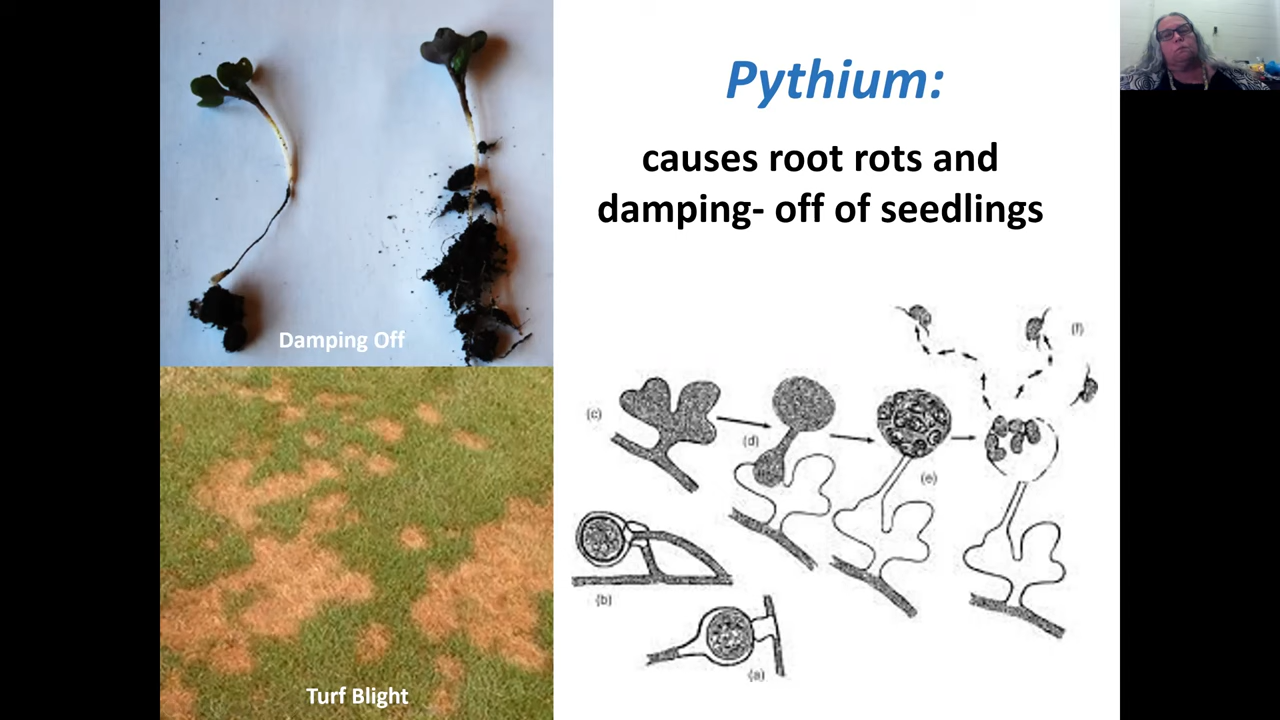 Pythium:
causes root rots and
damping- off of seedlings
Damping Off
Turf Blight
(c)
(d)
(e)
(f)
(b)
(a)